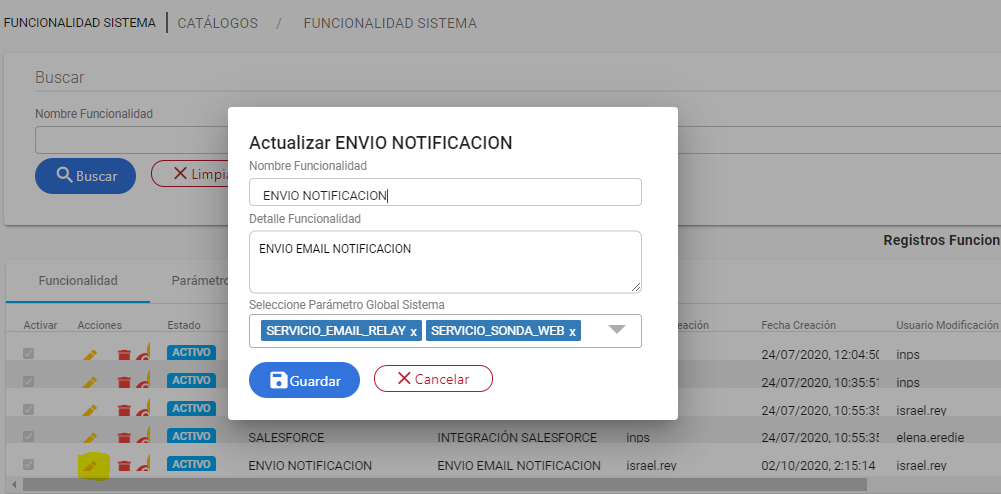 FUNCIONALIDAD SISTEMA | CATÁLOGOS / FUNCIONALIDAD SISTEMA
Buscar
Nombre Funcionalidad
Buscar
Limpia
Actualizar ENVIO NOTIFICACION
Nombre Funcionalidad
ENVIO NOTIFICACION
Detalle Funcionalidad
ENVIO EMAIL NOTIFICACION
Seleccione Parámetro Global Sistema
SERVICIO_EMAIL_RELAY x SERVICIO_SONDA_WEB x
Guardar Cancelar
Registros Funcion
Funcionalidad Parámetro
Activar Acciones Estado eación Fecha Creación Usuario Modificación
ACTIVO 24/07/2020, 12:04:50 inps
ACTIVO 24/07/2020, 10:35:51 inps
ACTIVO 24/07/2020, 10:55:35 israel.rey
ACTIVO SALESFORCE INTEGRACIÓN SALESFORCE inps 24/07/2020, 10:55:35 elena.eredie
ACTIVO ENVIO NOTIFICACION ENVIO EMAIL NOTIFICACION israel.rey 02/10/2020, 2:15:14 israel.rey